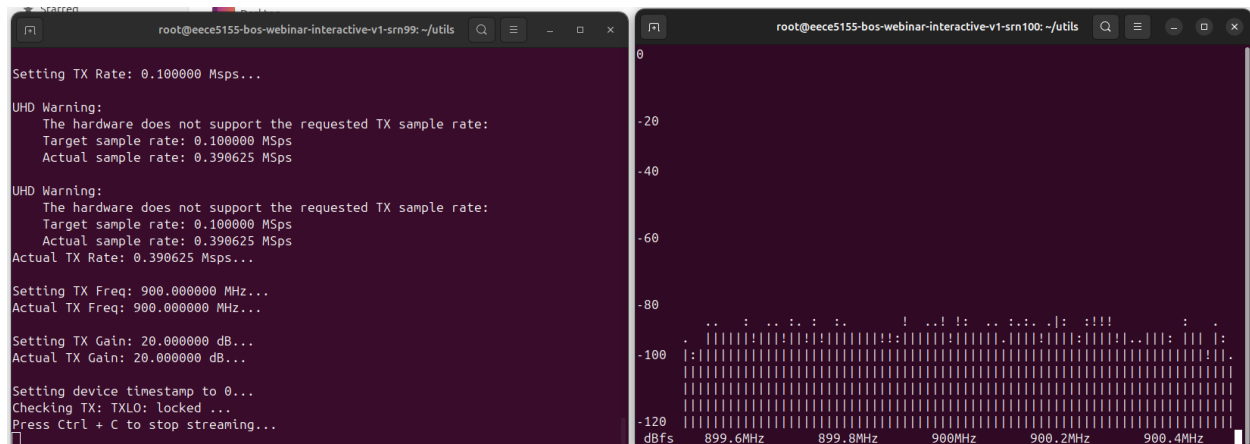 Starred
root@eece5155-bos-webinar-interactive-v1-srn99: ~/utils
Setting TX Rate: 0.100000 Msps...
UHD Warning:
The hardware does not support the requested TX sample rate:
Target sample rate: 0.100000 MSps
Actual sample rate: 0.390625 MSps
UHD Warning:
The hardware does not support the requested TX sample rate:
Target sample rate: 0.100000 MSps
Actual sample rate: 0.390625 MSps
Actual TX Rate: 0.390625 Msps...
Setting TX Freq: 900.000000 MHz...
Actual TX Freq: 900.000000 MHz...
Setting TX Gain: 20.000000 dB...
Actual TX Gain: 20.000000 dB...
Setting device timestamp to 0...
Checking TX: TXLO: locked ...
Press Ctrl + C to stop streaming...
root@eece5155-bos-webinar-interactive-v1-srn100: ~/utils
0
-20
-40
-60
-80
-100
-120
dBfs 899.6MHz 899.8MHz 900MHz 900.2MHz 900.4MHz